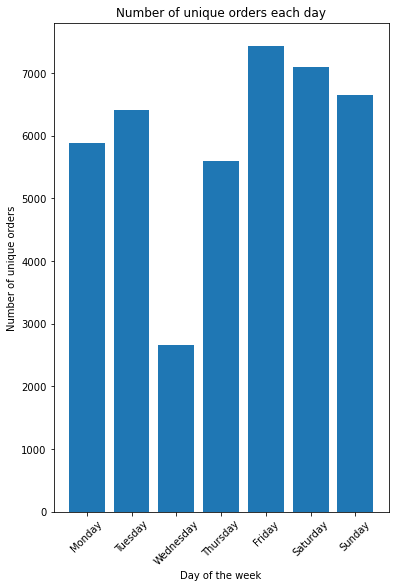 Number of unique orders each day
Number of unique orders
7000
6000
5000
4000
3000
2000
1000
0
Monday
Tuesday
Wednesday
Thursday
Friday
Saturday
Sunday
Day of the week